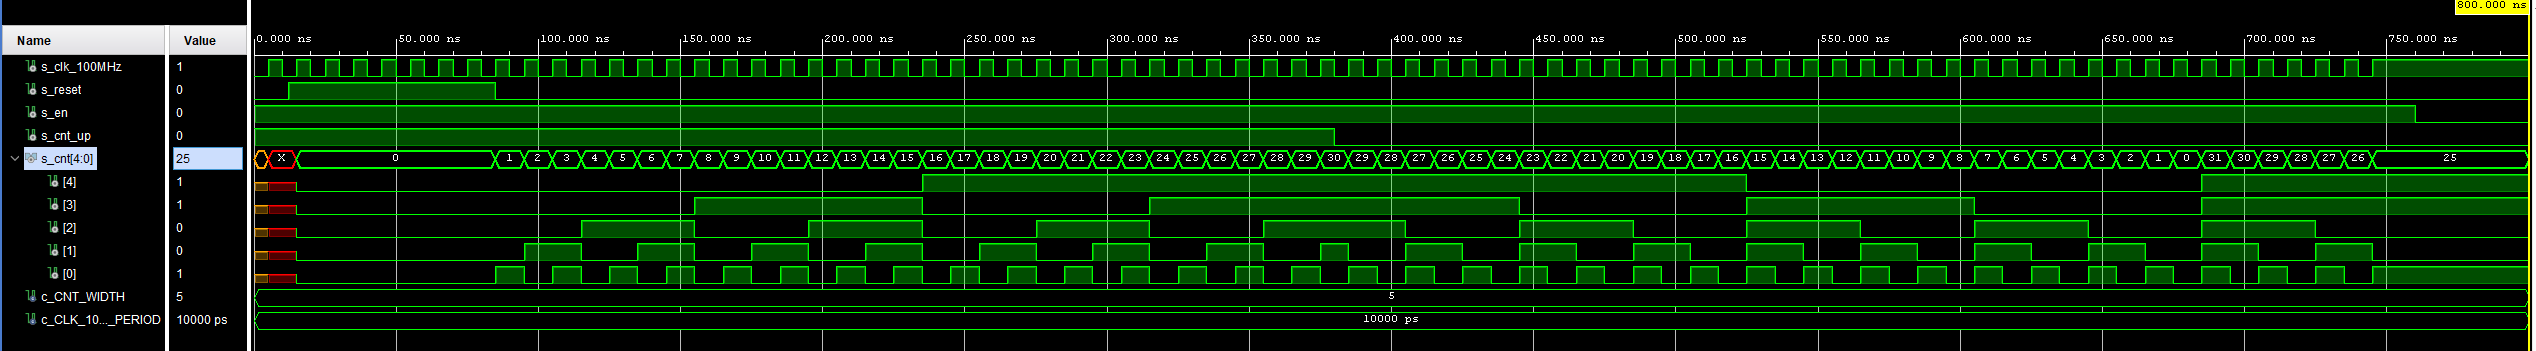 800.000 ns
Name Value 0.000 ns 50.000 ns 100.000 ns 150.000 ns 200.000 ns 250.000 ns 300.000 ns 350.000 ns 400.000 ns 450.000 ns 500.000 ns 550.000 ns 600.000 ns 650.000 ns 700.000 ns 750.000 ns
s_clk_100MHz 1
s_reset 0
s_en 0
s_cnt_up 0
s_cnt[4:0] 25 X 0 1 2 3 4 5 6 7 8 9 10 11 12 13 14 15 16 17 18 19 20 21 22 23 24 25 26 27 28 29 30 29 28 27 26 25 24 23 22 21 20 19 18 17 16 15 14 13 12 11 10 9 8 7 6 5 4 3 2 1 0 31 30 29 28 27 26 25
[4] 1
[3] 1
[2] 0
[1] 0
[0] 1
c_CNT_WIDTH 5 5
c_CLK_10..._PERIOD 10000 ps 10000 ps